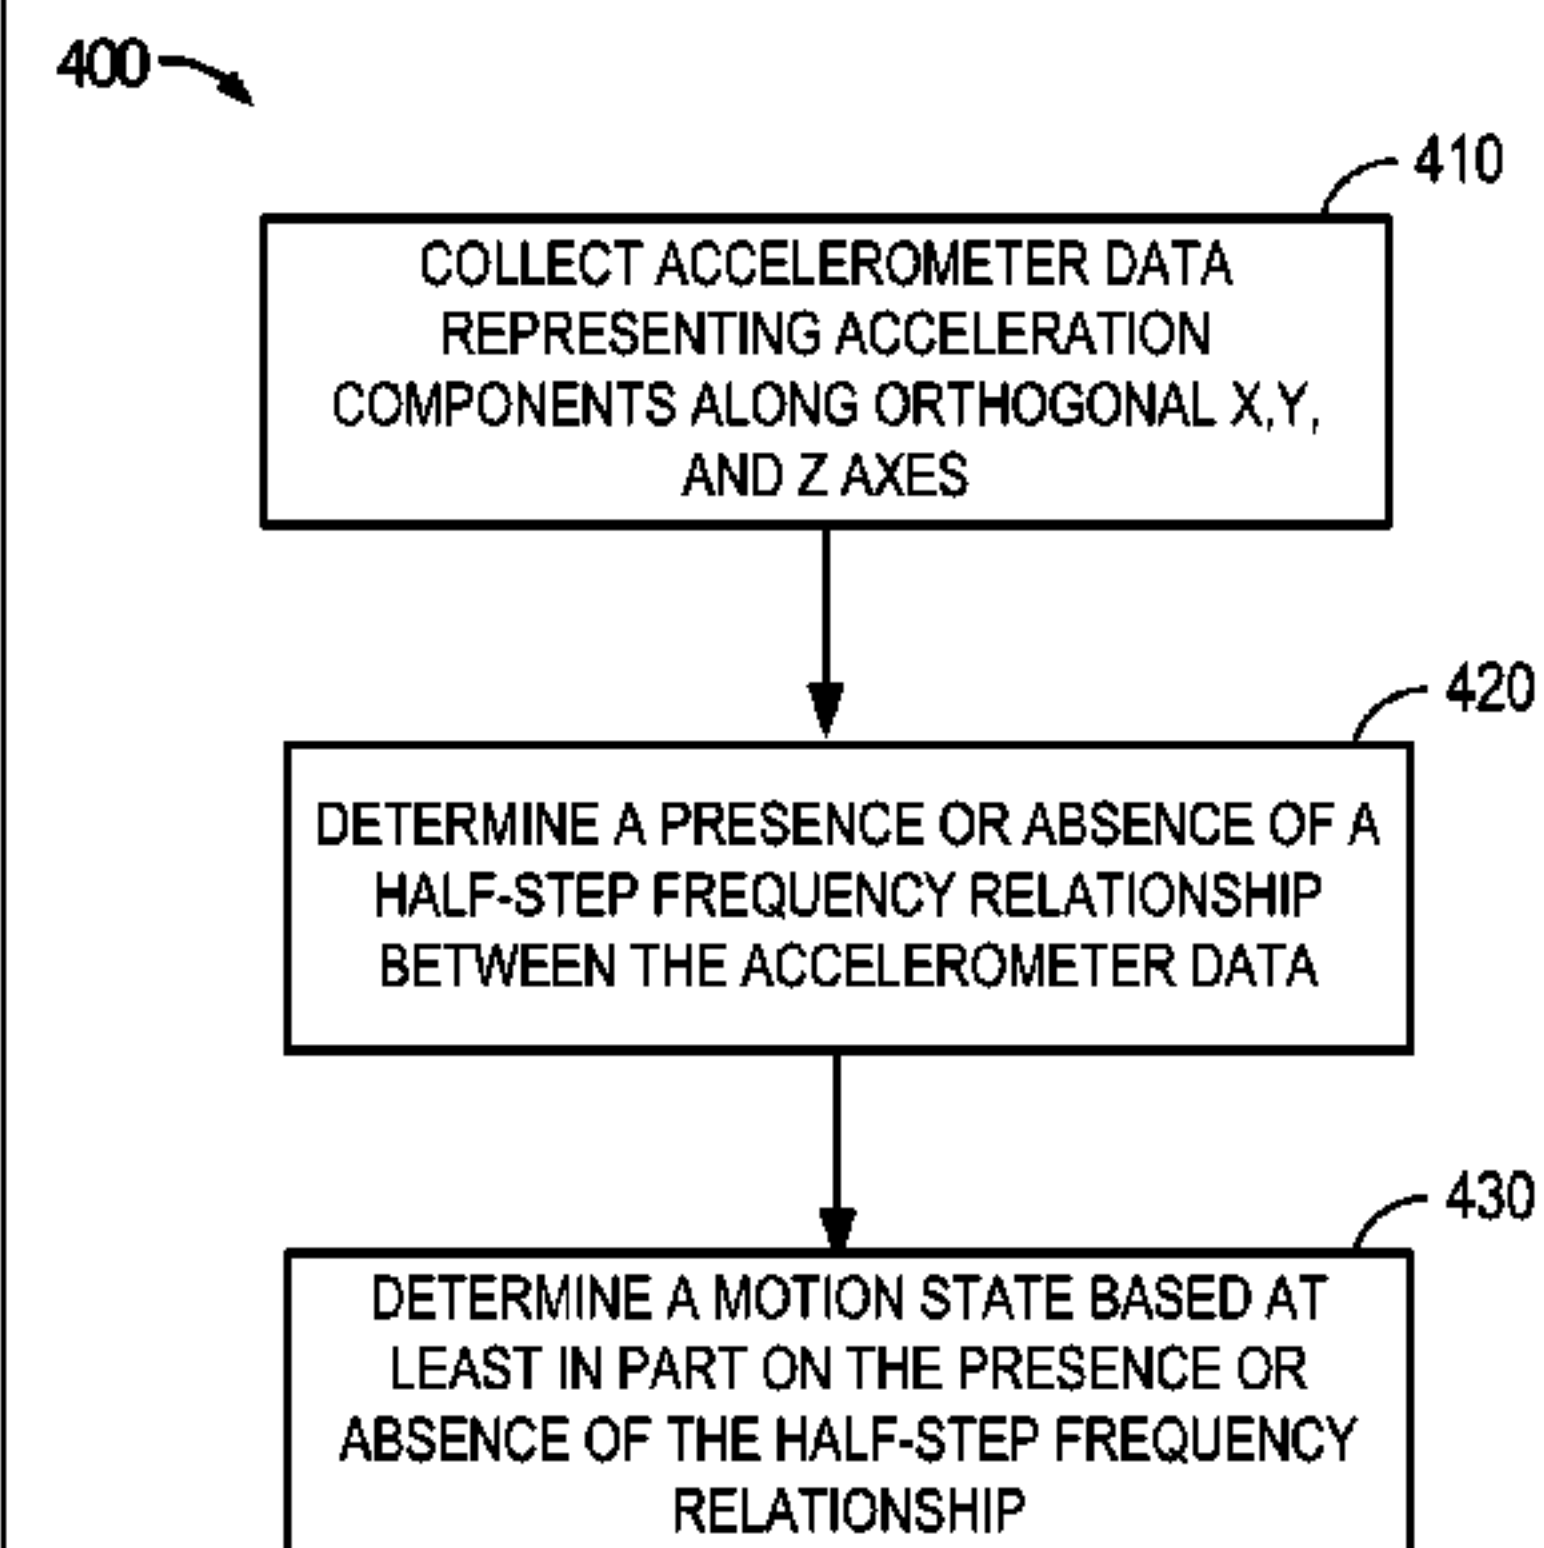 400
410
COLLECT ACCELEROMETER DATA
REPRESENTING ACCELERATION
COMPONENTS ALONG ORTHOGONAL X,Y,
AND Z AXES
420
DETERMINE A PRESENCE OR ABSENCE OF A
HALF-STEP FREQUENCY RELATIONSHIP
BETWEEN THE ACCELEROMETER DATA
430
DETERMINE A MOTION STATE BASED AT
LEAST IN PART ON THE PRESENCE OR
ABSENCE OF THE HALF-STEP FREQUENCY
RELATIONSHIP